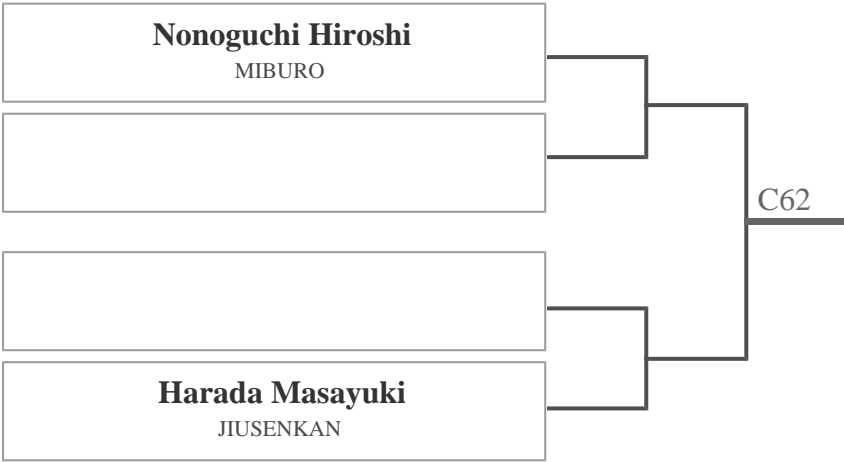 Nonoguchi Hiroshi
MIBURO
C62
Harada Masayuki
JIUSENKAN